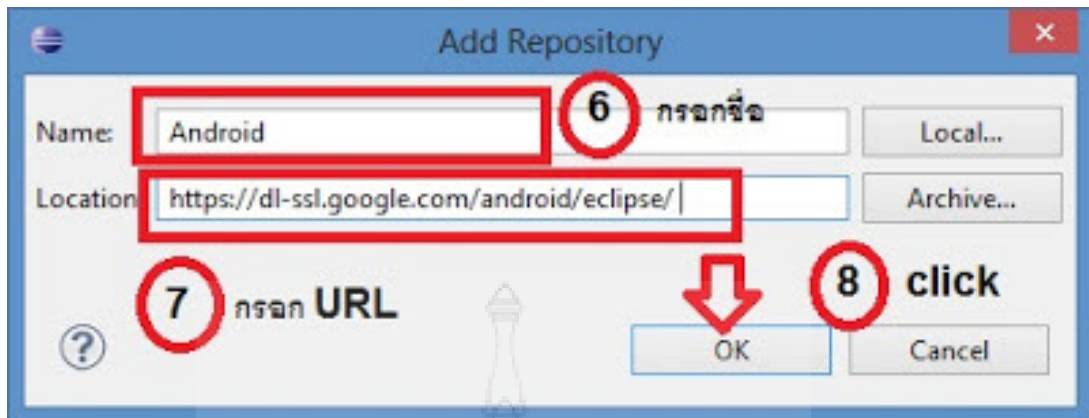 Add Repository
Name: Android 6 กรอกชื่อ Local...
Location https://dl-ssl.google.com/android/eclipse/ Archive...
7 กรอก URL 8 click
? OK Cancel